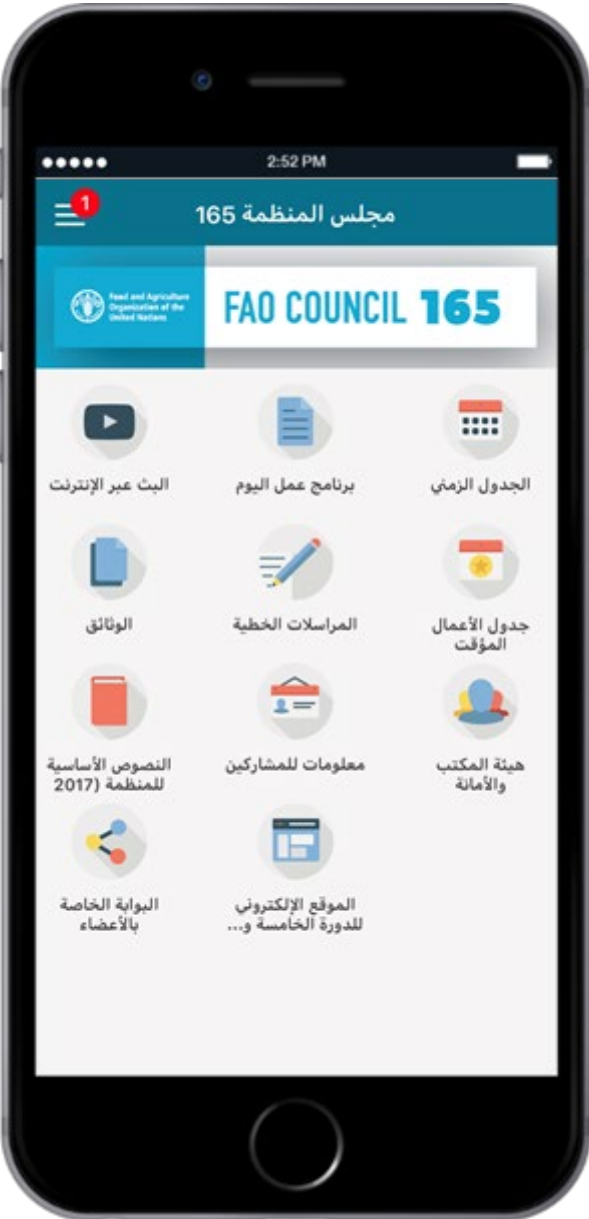 2:52 PM
1
مجلس المنظمة 165
Food and Agriculture
Organization of the
United Nations
FAO COUNCIL 165
الجدول الزمني
برنامج عمل اليوم
البث عبر الإنترنت
جدول الأعمال
المؤقت
المراسلات الخطية
الوثائق
هيئة المكتب
والأمانة
معلومات للمشاركين
النصوص الأساسية
للمنظمة (2017
الموقع الإلكتروني
للدورة الخامسة و...
البوابة الخاصة
بالأعضاء